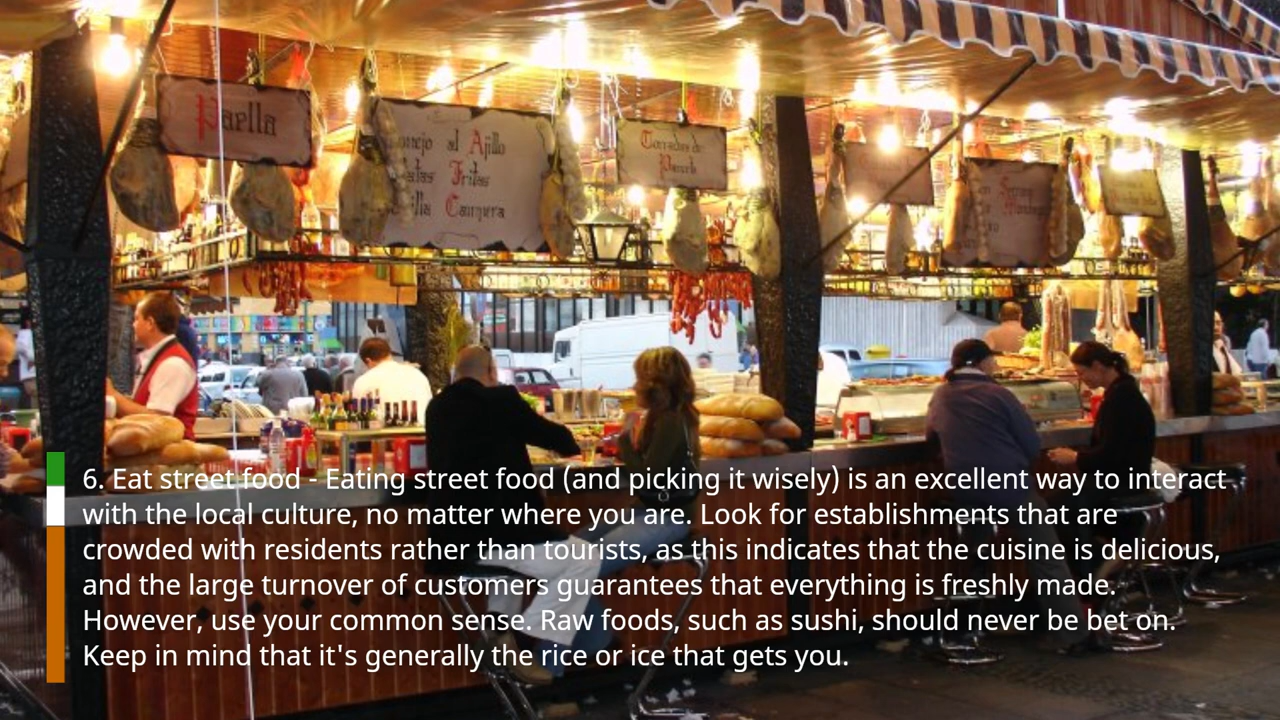 Paella
al Ajillo
Fritas
Campera
6. Eat street food - Eating street food (and picking it wisely) is an excellent way to interact
with the local culture, no matter where you are. Look for establishments that are
crowded with residents rather than tourists, as this indicates that the cuisine is delicious,
and the large turnover of customers guarantees that everything is freshly made.
However, use your common sense. Raw foods, such as sushi, should never be bet on.
Keep in mind that it's generally the rice or ice that gets you.